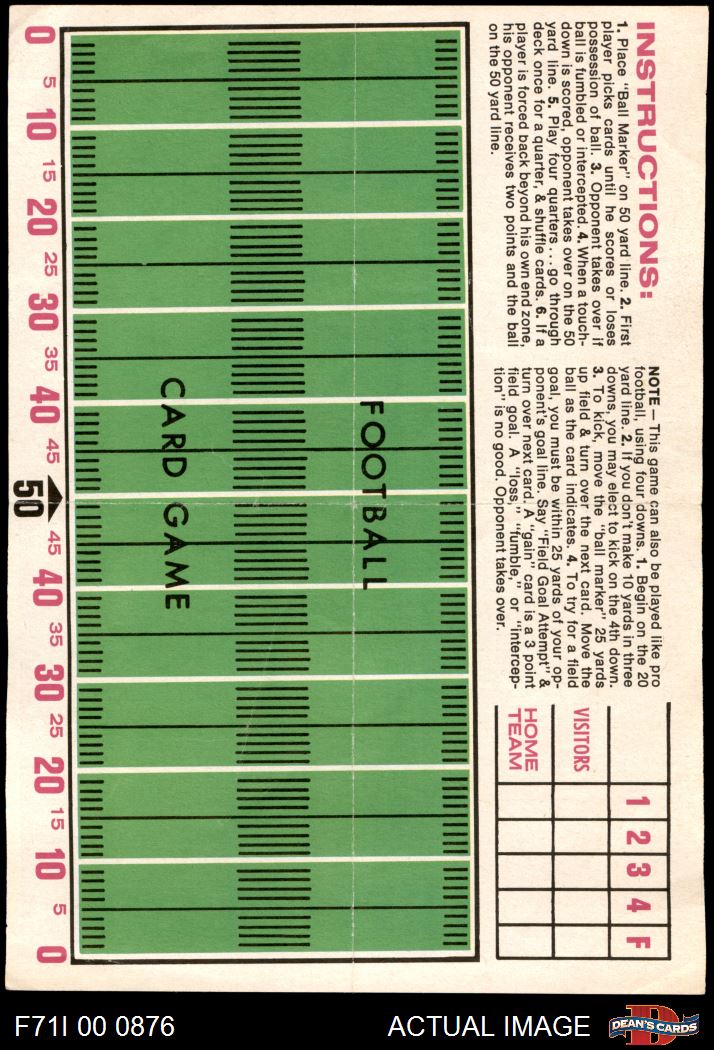 INSTRUCTIONS:
1. Place "Ball Marker" on 50 yard line. 2. First
player picks cards until he scores or loses
possession of ball. 3. Opponent takes over if
ball is fumbled or intercepted. 4. When a touch-
down is scored, opponent takes over on the 50
yard line. 5. Play four quarters . . . go through
deck once for a quarter, & shuffle cards. 6. If a
player is forced back beyond his own end zone,
his opponent receives two points and the ball
on the 50 yard line.
NOTE — This game can also be played like pro
football, using four downs. 1. Begin on the 20
yard line. 2. If you don't make 10 yards in three
downs, you may elect to kick on the 4th down.
3. To kick, move the "ball marker" 25 yards
up field & turn over the next card. Move the
ball as the card indicates. 4. To try for a field
goal, you must be within 25 yards of your op-
ponent's goal line. Say "Field Goal Attempt" &
turn over next card. A "gain" card is a 3 point
field goal. A "loss," "fumble," or "intercep-
tion" is no good. Opponent takes over.
1 2 3 4 F
VISITORS
HOME
TEAM
FOOTBALL
CARD GAME
0 5 10 15 20 25 30 35 40 45 50 45 40 35 30 25 20 15 10 5 0
F71I 00 0876
ACTUAL IMAGE
D
DEAN'S CARDS